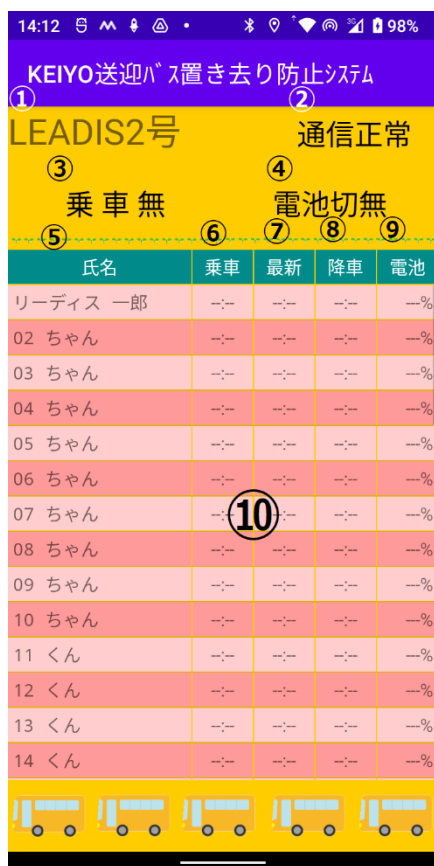 14:12 3G 98%
KEIYO送迎ﾊﾞｽ置き去り防止ｼｽﾃﾑ
① ②
LEADIS2号 通信正常
③ ④
乗車無 電池切無
⑤ ⑥ ⑦ ⑧ ⑨
氏名 乗車 最新 降車 電池
リーディス 一郎 --:-- --:-- --:-- ---%
02 ちゃん --:-- --:-- --:-- ---%
03 ちゃん --:-- --:-- --:-- ---%
04 ちゃん --:-- --:-- --:-- ---%
05 ちゃん --:-- --:-- --:-- ---%
06 ちゃん --:-- --:-- --:-- ---%
07 ちゃん --:-- ⑩ --:-- --:-- ---%
08 ちゃん --:-- --:-- --:-- ---%
09 ちゃん --:-- --:-- --:-- ---%
10 ちゃん --:-- --:-- --:-- ---%
11 くん --:-- --:-- --:-- ---%
12 くん --:-- --:-- --:-- ---%
13 くん --:-- --:-- --:-- ---%
14 くん --:-- --:-- --:-- ---%